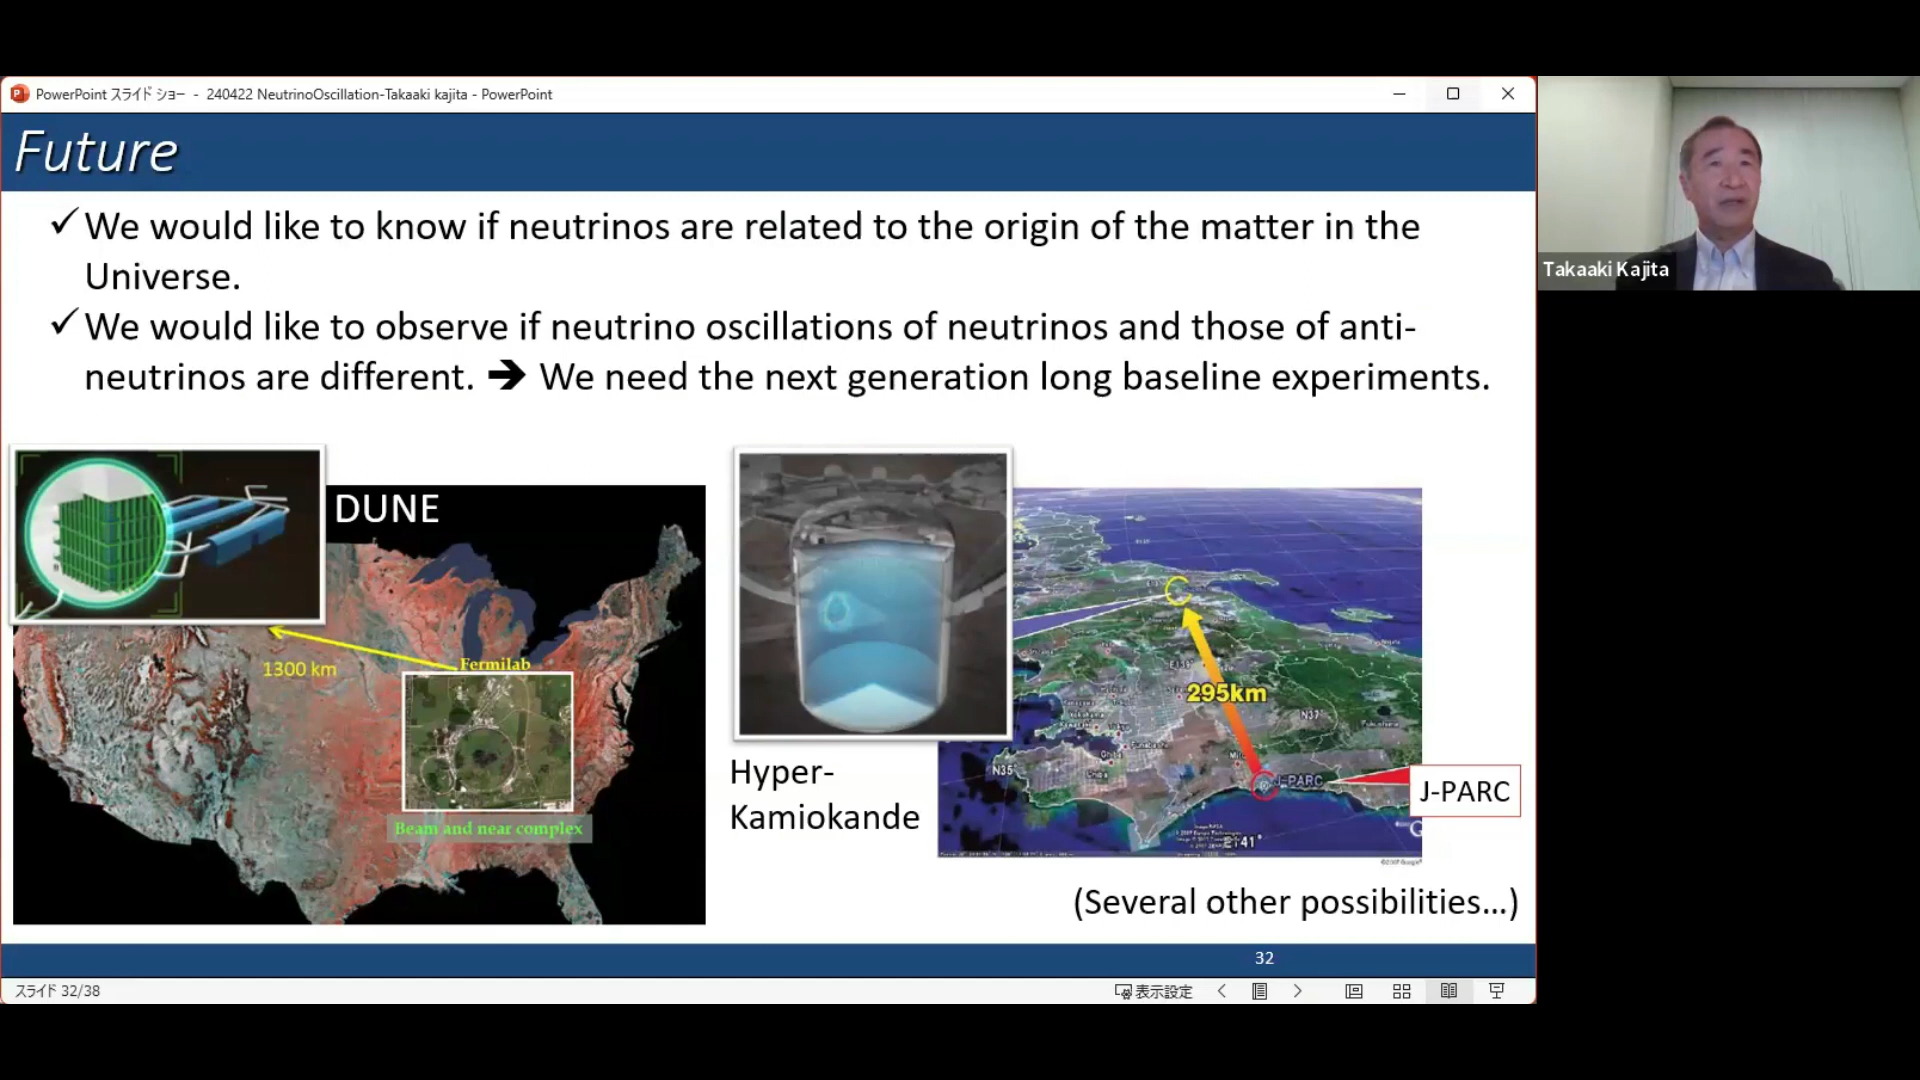 PowerPoint スライド ショー - 240422 NeutrinoOscillation-Takaaki kajita - PowerPoint
Future
✓We would like to know if neutrinos are related to the origin of the matter in the
Universe.
✓We would like to observe if neutrino oscillations of neutrinos and those of anti-
neutrinos are different. ➔ We need the next generation long baseline experiments.
DUNE
1300 km
Fermilab
Beam and near complex
Hyper-
Kamiokande
295km
N37
N35°
J-PARC
J-PARC
(Several other possibilities…)
32
スライド 32/38
表示設定
Takaaki Kajita